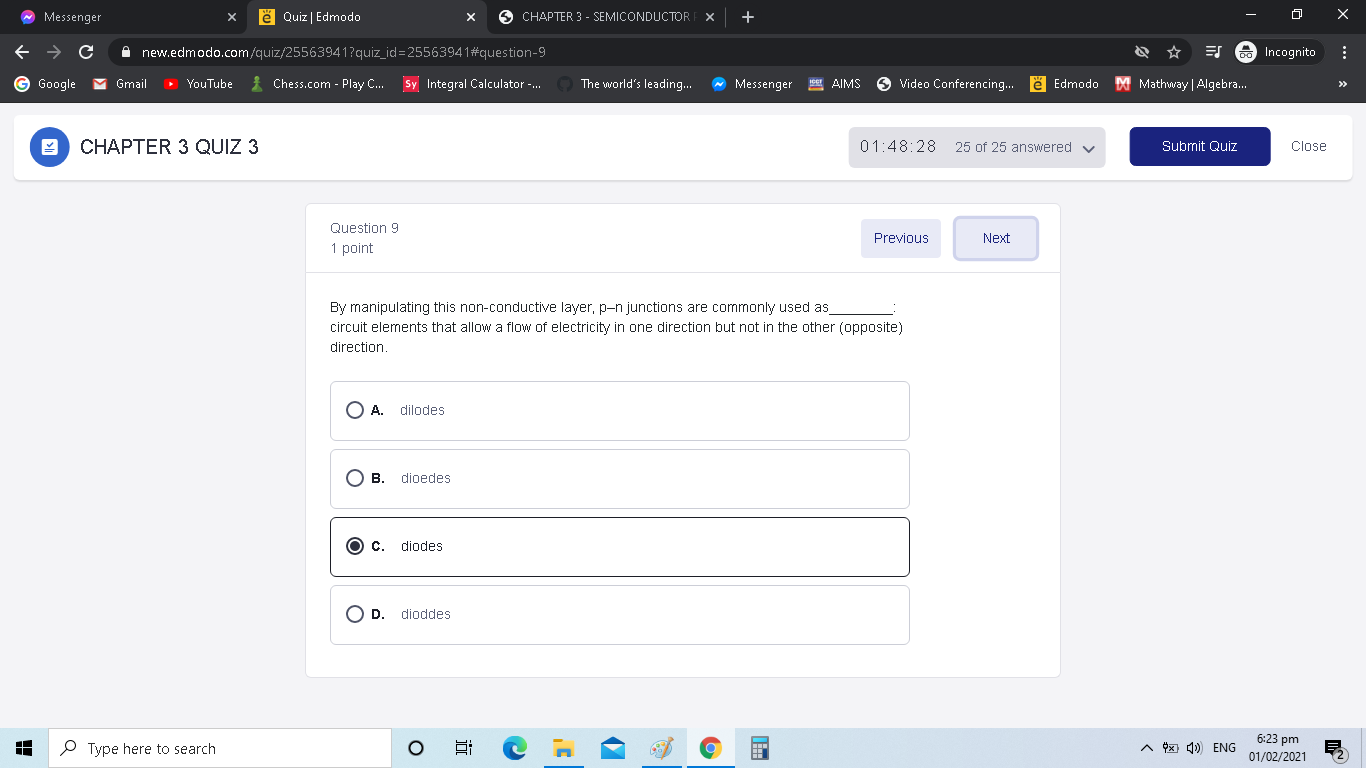 Messenger
Quiz | Edmodo
CHAPTER 3 - SEMICONDUCTOR
new.edmodo.com/quiz/25563941?quiz_id=25563941#question-9
Incognito
Google
Gmail
YouTube
Chess.com - Play C...
Sy
Integral Calculator -...
The world's leading...
Messenger
AIMS
Video Conferencing...
Edmodo
Mathway | Algebra...
CHAPTER 3 QUIZ 3
01:48:28 25 of 25 answered
Submit Quiz
Close
Question 9
1 point
Previous
Next
By manipulating this non-conductive layer, p–n junctions are commonly used as________:
circuit elements that allow a flow of electricity in one direction but not in the other (opposite)
direction.
A. dilodes
B. dioedes
C. diodes
D. dioddes
Type here to search
ENG
6:23 pm
01/02/2021
2